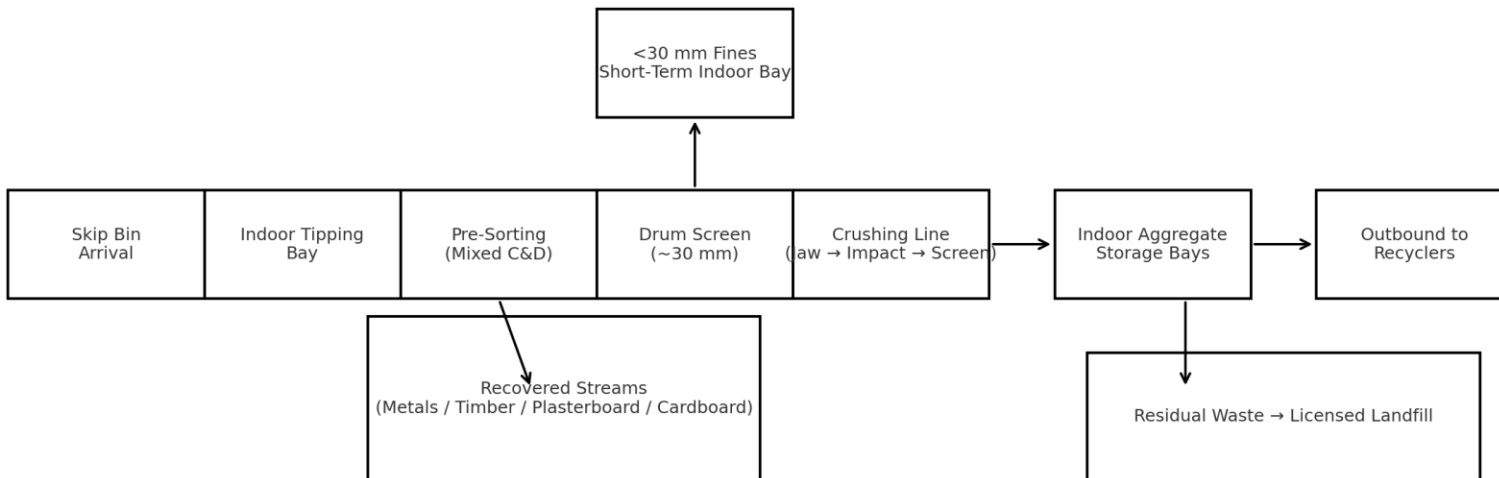 <30 mm Fines
Short-Term Indoor Bay
Skip Bin
Arrival
Indoor Tipping
Bay
Pre-Sorting
(Mixed C&D)
Drum Screen
(~30 mm)
Crushing Line
(Jaw → Impact → Screen)
Indoor Aggregate
Storage Bays
Outbound to
Recyclers
Recovered Streams
(Metals / Timber / Plasterboard / Cardboard)
Residual Waste → Licensed Landfill